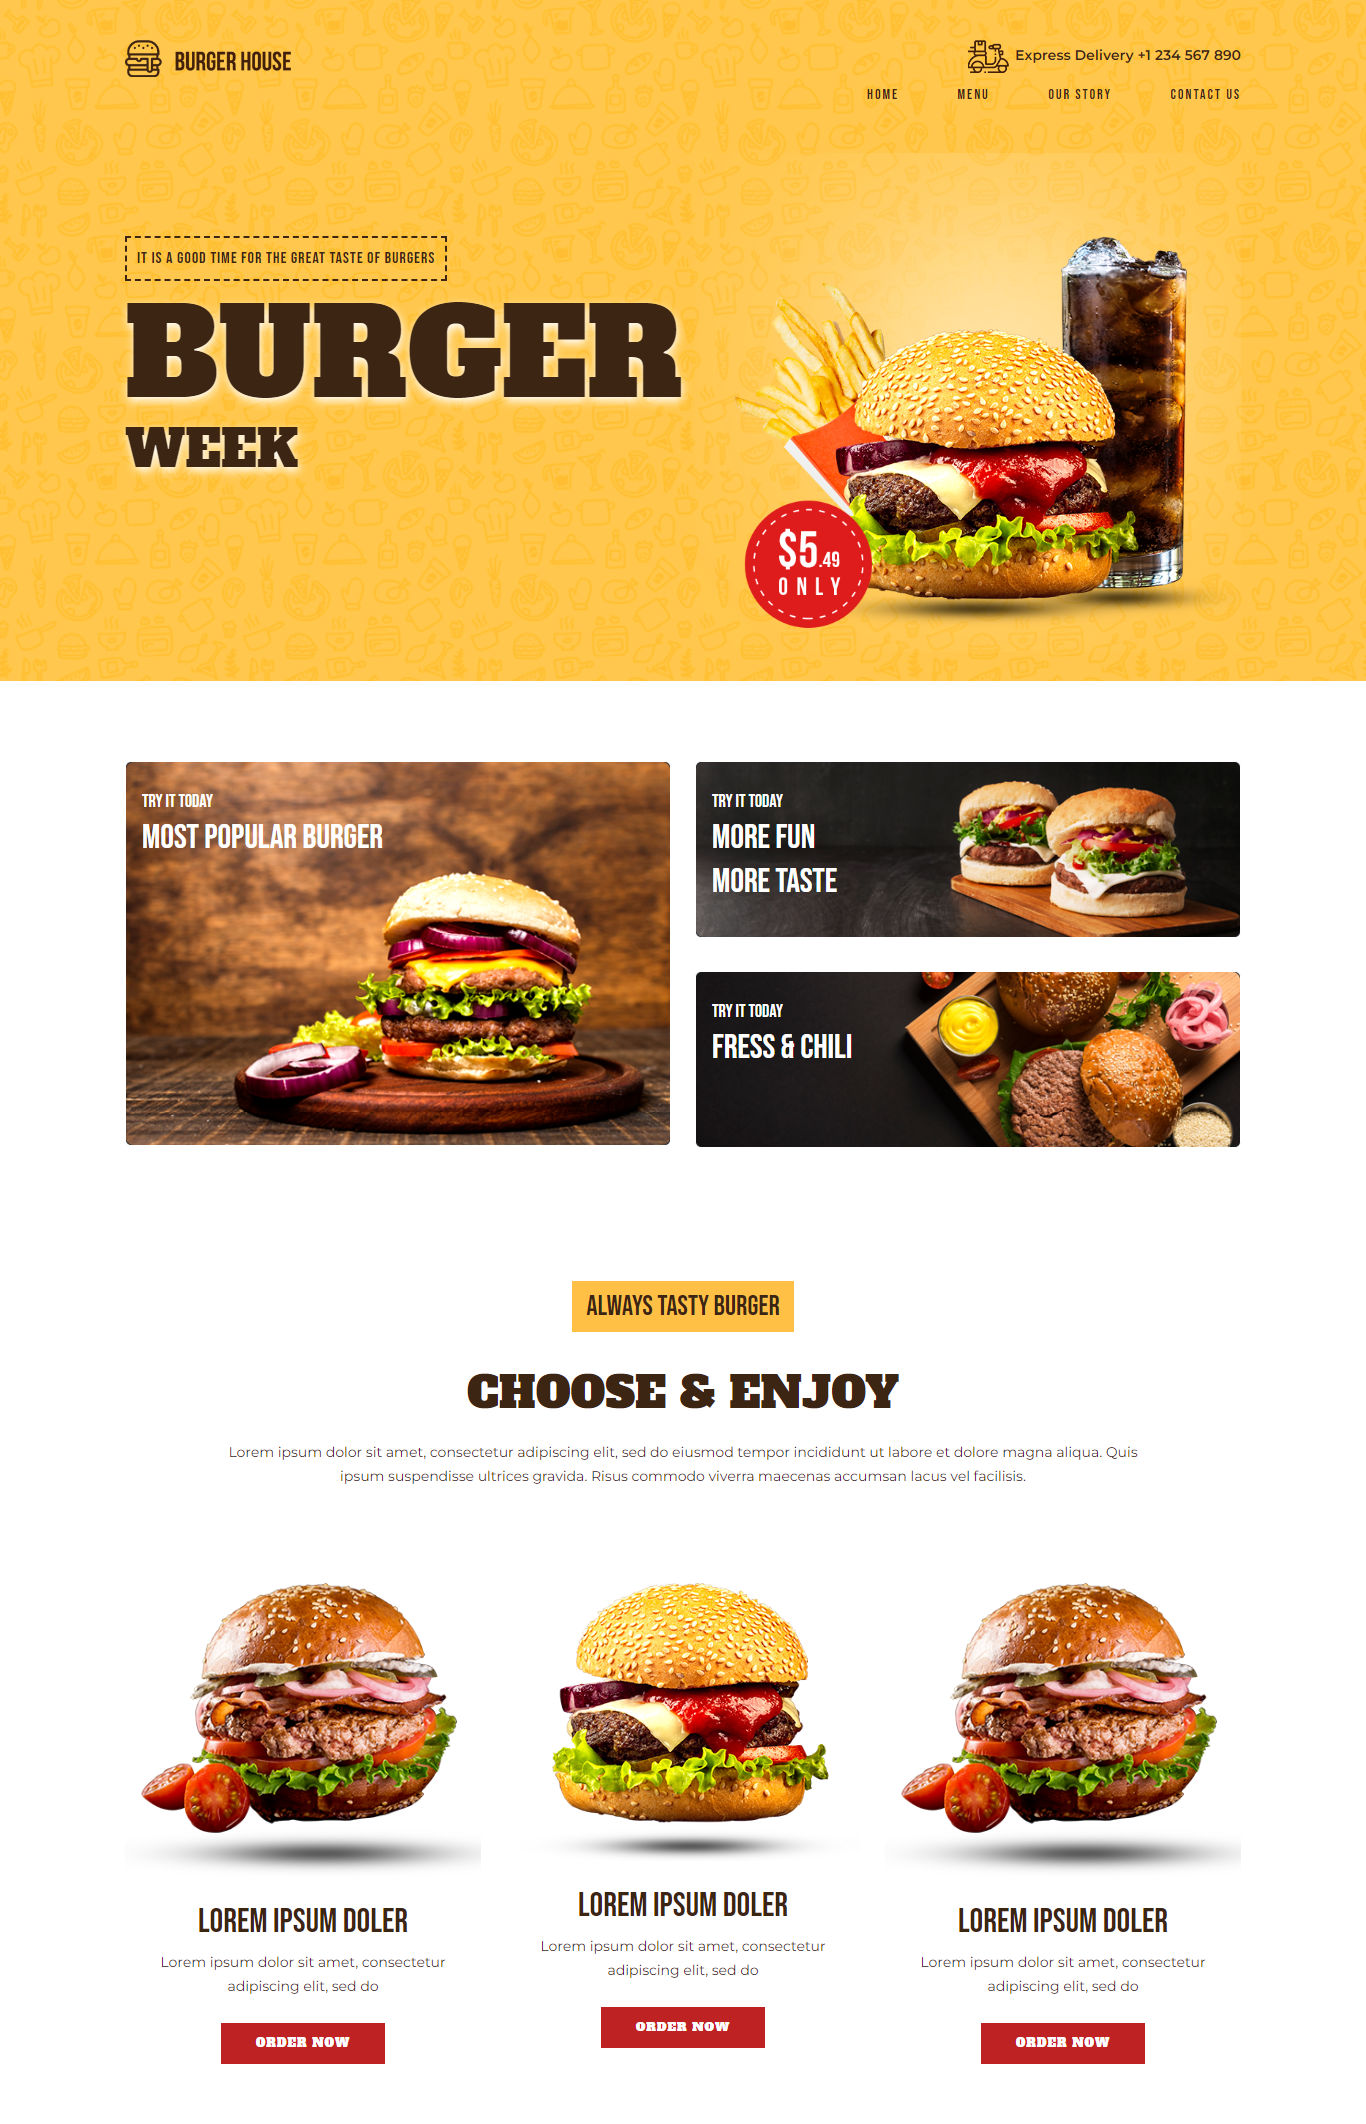 BURGER HOUSE
Express Delivery +1 234 567 890
HOME MENU OUR STORY CONTACT US
IT IS A GOOD TIME FOR THE GREAT TASTE OF BURGERS
BURGER
WEEK
$5.49
ONLY
TRY IT TODAY
MOST POPULAR BURGER
TRY IT TODAY
MORE FUN
MORE TASTE
TRY IT TODAY
FRESS & CHILI
ALWAYS TASTY BURGER
CHOOSE & ENJOY
Lorem ipsum dolor sit amet, consectetur adipiscing elit, sed do eiusmod tempor incididunt ut labore et dolore magna aliqua. Quis
ipsum suspendisse ultrices gravida. Risus commodo viverra maecenas accumsan lacus vel facilisis.
LOREM IPSUM DOLER
Lorem ipsum dolor sit amet, consectetur
adipiscing elit, sed do
ORDER NOW
LOREM IPSUM DOLER
Lorem ipsum dolor sit amet, consectetur
adipiscing elit, sed do
ORDER NOW
LOREM IPSUM DOLER
Lorem ipsum dolor sit amet, consectetur
adipiscing elit, sed do
ORDER NOW